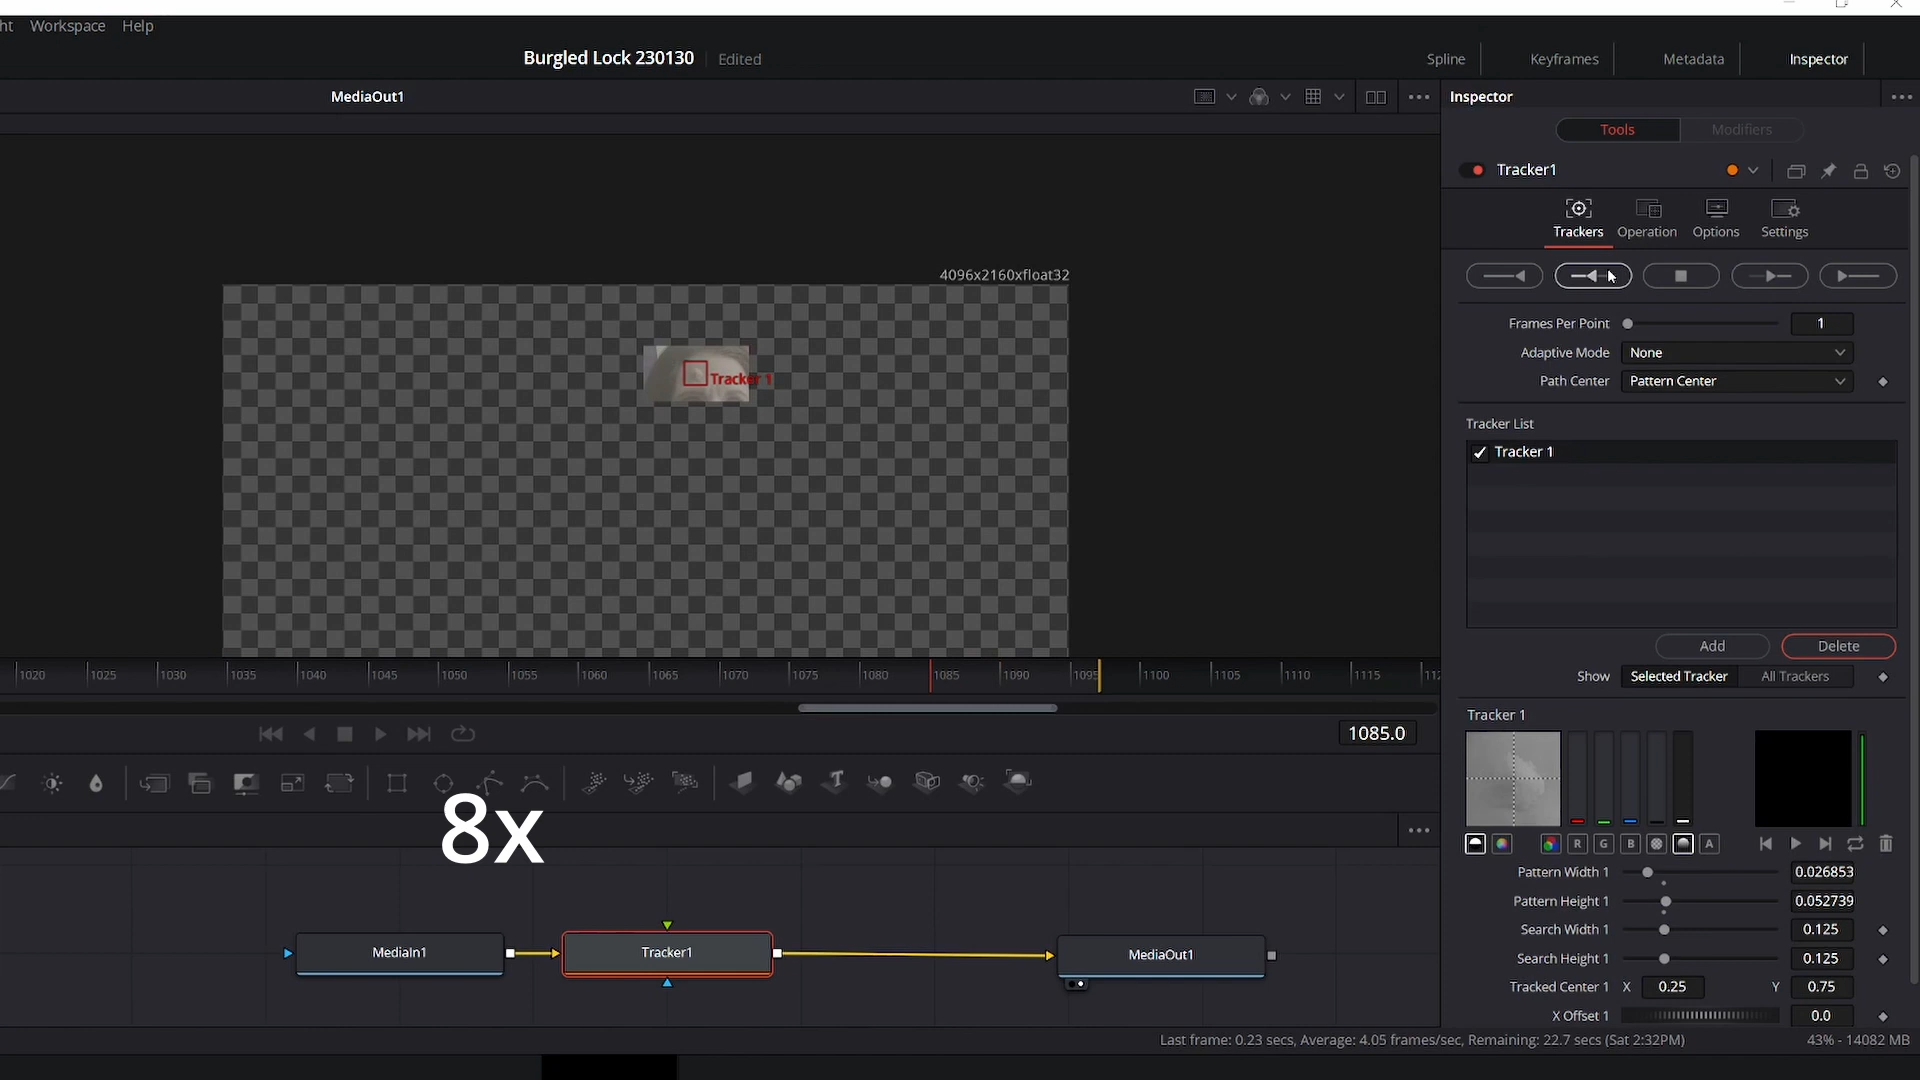 ht Workspace Help
Burgled Lock 230130 Edited
Spline Keyframes Metadata Inspector
MediaOut1
Inspector
Tools Modifiers
Tracker1
Trackers Operation Options Settings
4096x2160xfloat32
Frames Per Point 1
Tracker 1
Adaptive Mode None
Path Center Pattern Center
Tracker List
Tracker 1
Add Delete
1020 1025 1030 1035 1040 1045 1050 1055 1060 1065 1070 1075 1080 1085 1090 1095 1100 1105 1110 1115 112
Show Selected Tracker All Trackers
Tracker 1
1085.0
8x
R G B A
Pattern Width 1 0.026853
Pattern Height 1 0.052739
Search Width 1 0.125
Search Height 1 0.125
MediaIn1 Tracker1 MediaOut1
Tracked Center 1 X 0.25 Y 0.75
X Offset 1 0.0
Last frame: 0.23 secs, Average: 4.05 frames/sec, Remaining: 22.7 secs (Sat 2:32PM) 43% - 14082 MB